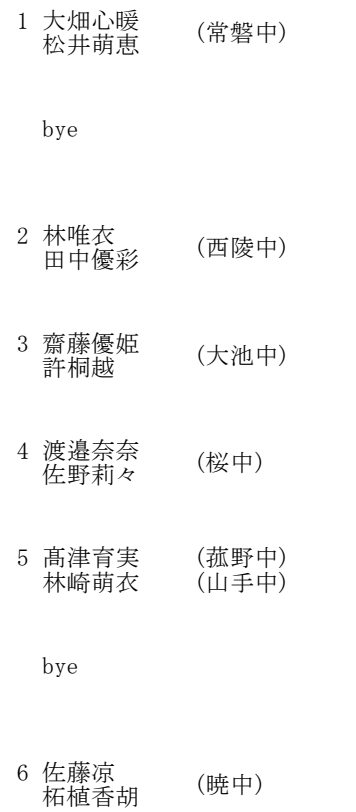 1 大畑心暖 (常磐中)
松井萌恵
bye
2 林唯衣 (西陵中)
田中優彩
3 齋藤優姫 (大池中)
許桐越
4 渡邉奈奈 (桜中)
佐野莉々
5 髙津育実 (菰野中)
林崎萌衣 (山手中)
bye
6 佐藤凉 (暁中)
柘植香胡